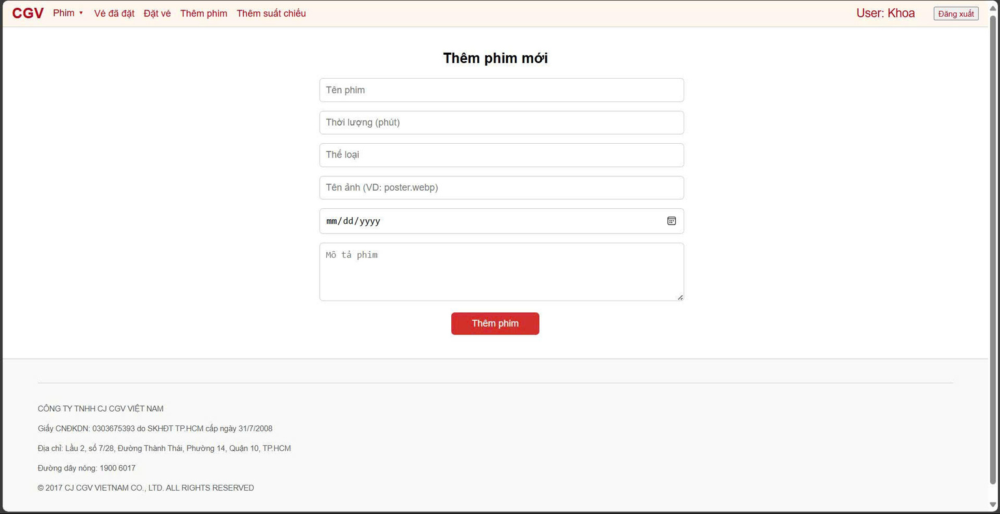 CGV Phim ▼ Vé đã đặt Đặt vé Thêm phim Thêm suất chiếu User: Khoa Đăng xuất
Thêm phim mới
Tên phim
Thời lượng (phút)
Thể loại
Tên ảnh (VD: poster.webp)
mm/dd/yyyy
Mô tả phim
Thêm phim
CÔNG TY TNHH CJ CGV VIỆT NAM
Giấy CNĐKDN: 0303675393 do SKHĐT TP.HCM cấp ngày 31/7/2008
Địa chỉ: Lầu 2, số 7/28, Đường Thành Thái, Phường 14, Quận 10, TP.HCM
Đường dây nóng: 1900 6017
© 2017 CJ CGV VIETNAM CO., LTD. ALL RIGHTS RESERVED